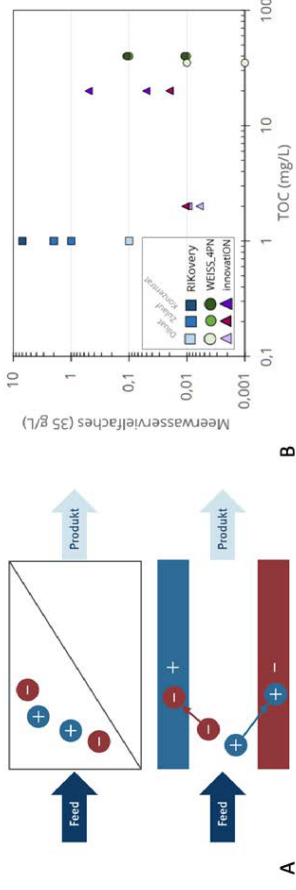 A
Feed
+
+
−
−
Produkt
Feed
+
−
−
+
+
−
Produkt
B
Meerwasservielfaches (35 g/L)
10
1
0,1
0,01
0,001
0,1
1
10
100
TOC (mg/L)
Diluat
Zulauf
Konzentrat
RIKovery
WEISS_4PN
innovatION